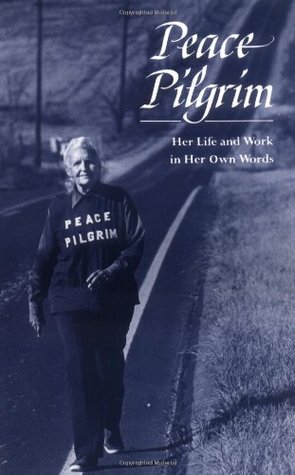 Peace
Pilgrim
Her Life and Work
in Her Own Words
PEACE
PILGRIM